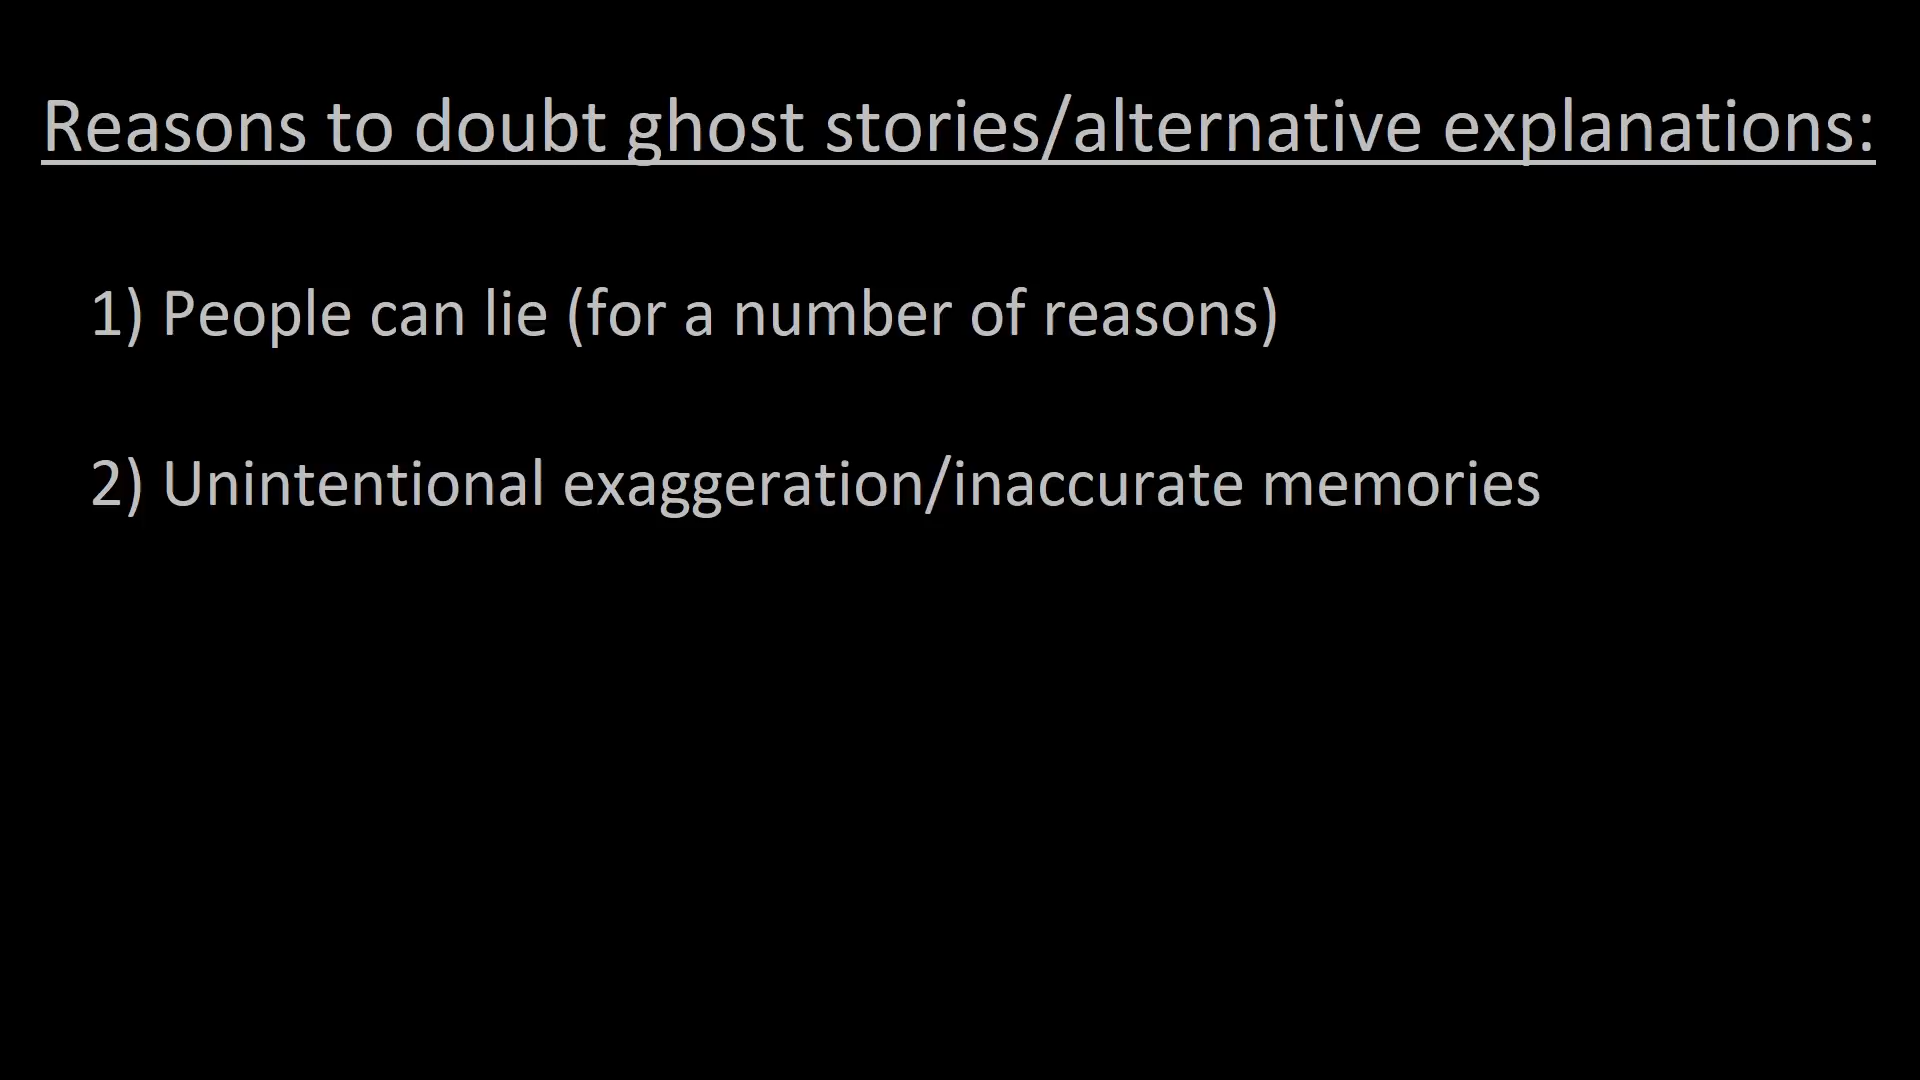 Reasons to doubt ghost stories/alternative explanations:
1) People can lie (for a number of reasons)
2) Unintentional exaggeration/inaccurate memories